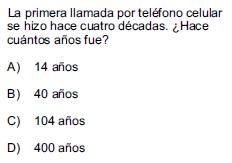 La primera llamada por teléfono celular
se hizo hace cuatro décadas. ¿Hace
cuántos años fue?
A) 14 años
B) 40 años
C) 104 años
D) 400 años